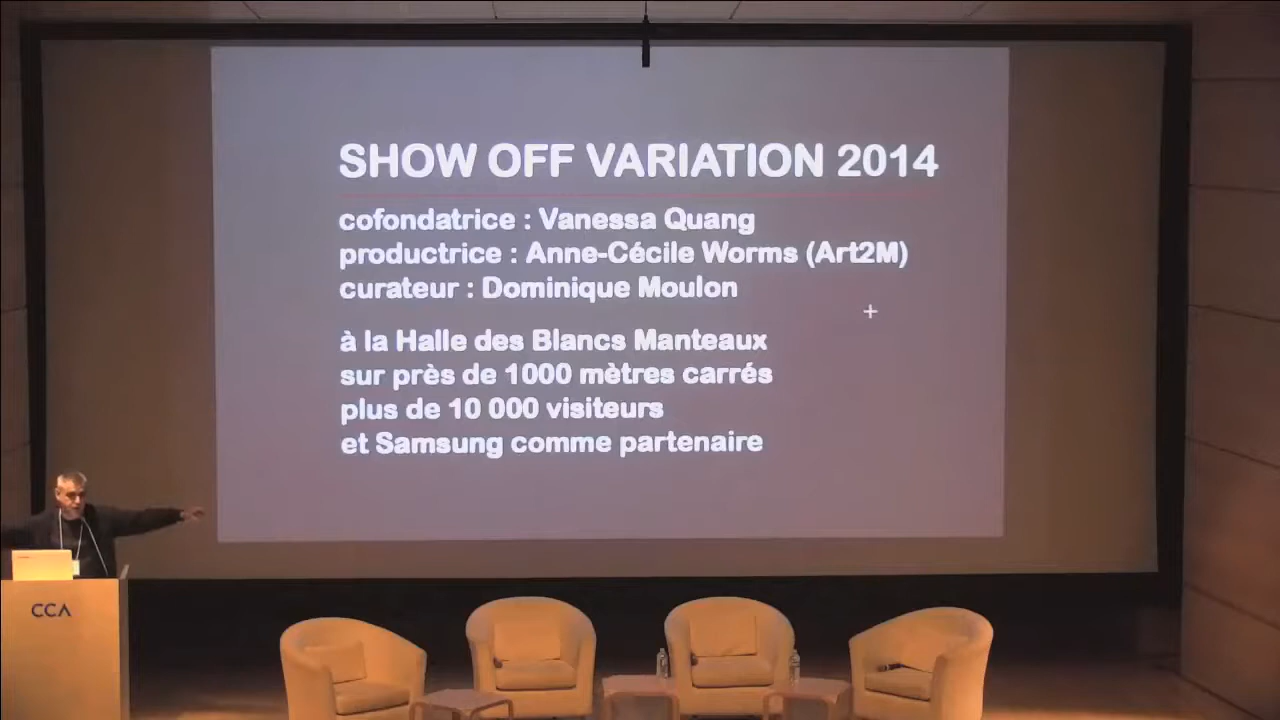 SHOW OFF VARIATION 2014
cofondatrice : Vanessa Quang
productrice : Anne-Cécile Worms (Art2M)
curateur : Dominique Moulon
à la Halle des Blancs Manteaux
sur près de 1000 mètres carrés
plus de 10 000 visiteurs
et Samsung comme partenaire
CCA